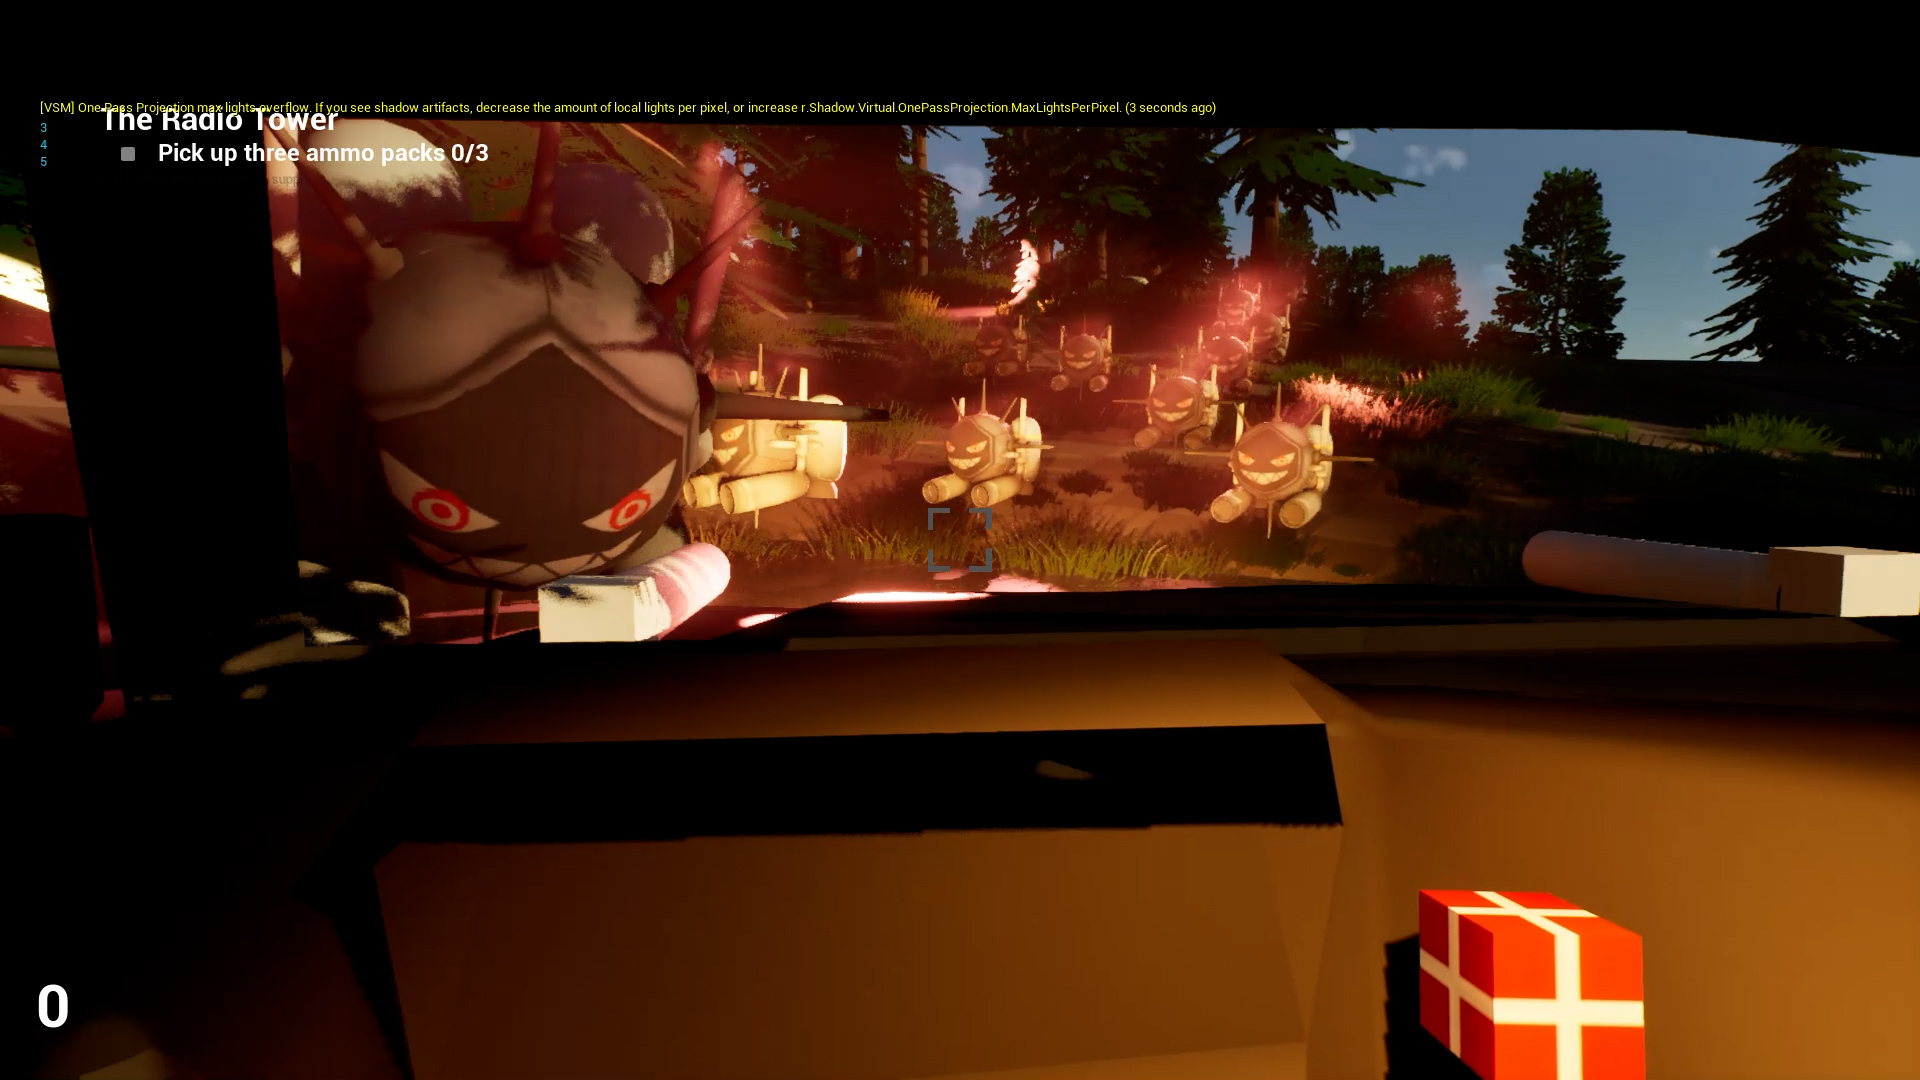 [VSM] One Pass Projection max lights overflow. If you see shadow artifacts, decrease the amount of local lights per pixel, or increase r.Shadow.Virtual.OnePassProjection.MaxLightsPerPixel. (3 seconds ago)
The Radio Tower
3
4
Pick up three ammo packs 0/3
5
supp
0